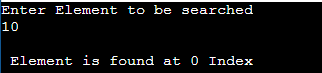 Enter Element to be searched
10
Element is found at 0 Index